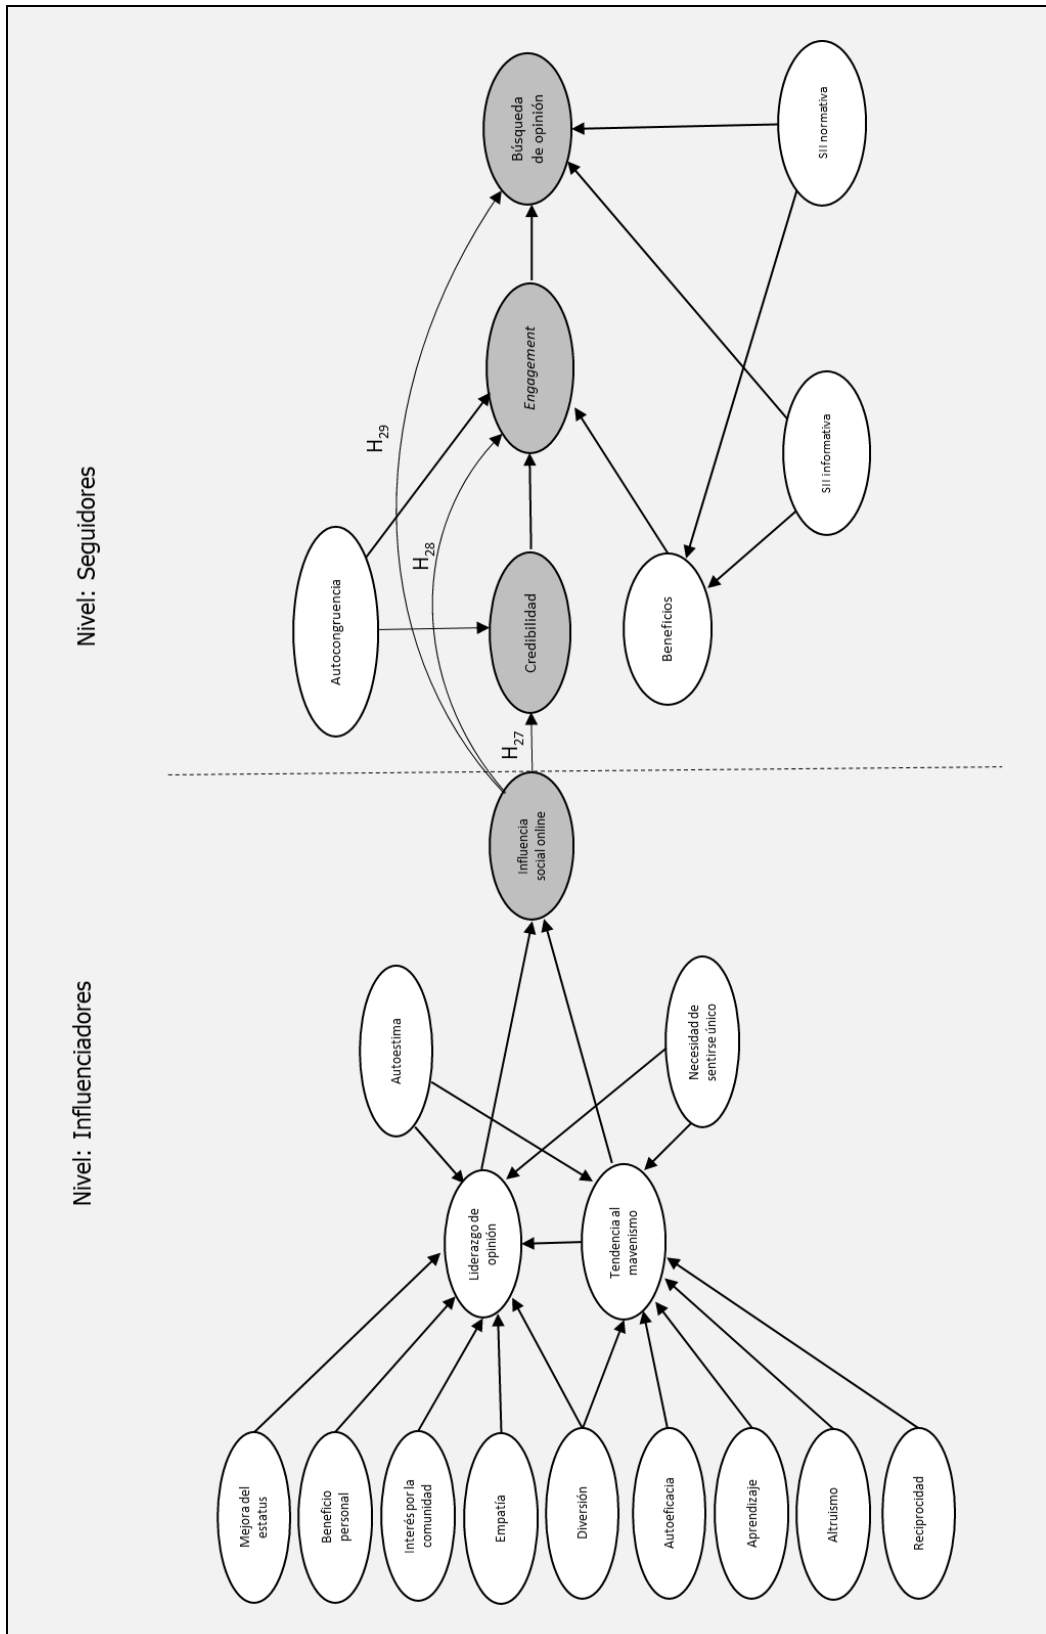 Nivel: Influenciadores
Nivel: Seguidores
Mejora del
estatus
Beneficio
personal
Interés por la
comunidad
Empatía
Diversión
Autoeficacia
Aprendizaje
Altruismo
Reciprocidad
Liderazgo de
opinión
Tendencia al
mavenismo
Autoestima
Necesidad de
sentirse único
Influencia
social online
H27
H28
H29
Autocongruencia
Credibilidad
Beneficios
Engagement
SII informativa
Búsqueda
de opinión
SII normativa